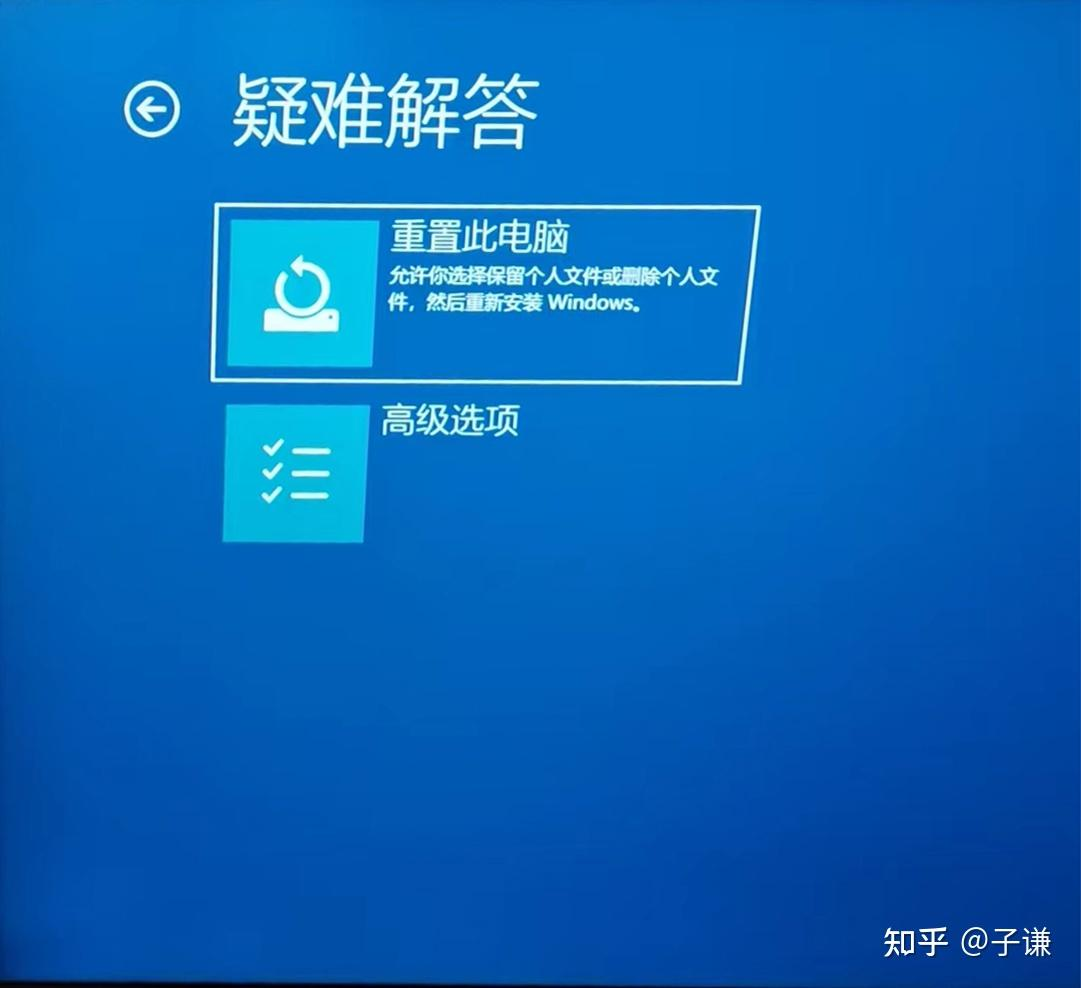 疑难解答
重置此电脑
允许你选择保留个人文件或删除个人文
件，然后重新安装 Windows。
高级选项
知乎 @子谦